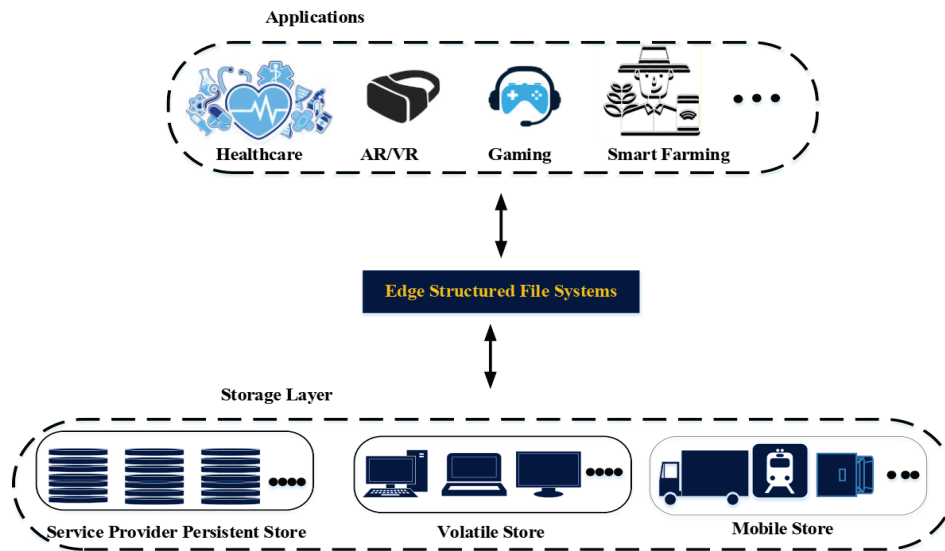 Applications
Healthcare
AR/VR
Gaming
Smart Farming
Edge Structured File Systems
Storage Layer
Service Provider Persistent Store
Volatile Store
Mobile Store